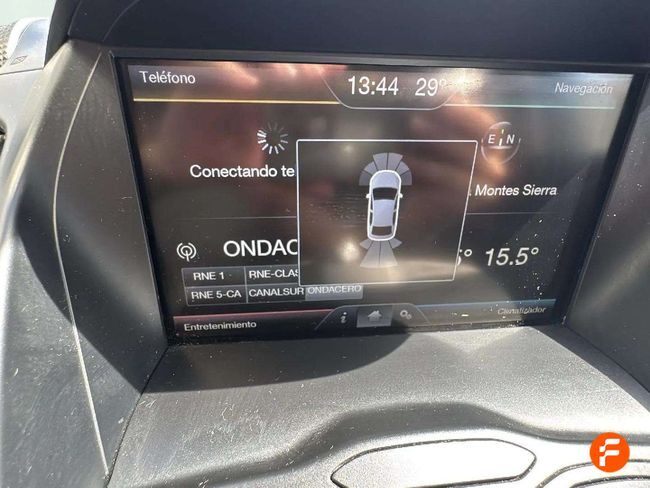 Teléfono
13:44 29°
Navegación
E N
Conectando te
Montes Sierra
ONDAC
15.5°
RNE 1 RNE-CLAS
RNE 5-CA CANALSUR ONDACERO
Entretenimiento
Climatizador